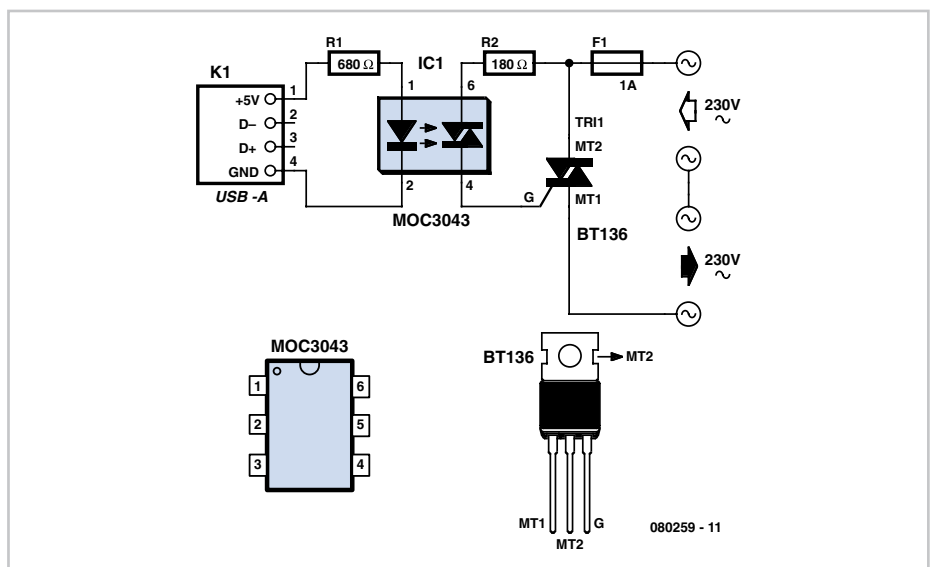 R1
680 Ω
IC1
R2
180 Ω
F1
1A
K1
+5V
1
D–
2
D+
3
GND
4
USB -A
1
6
2
4
MOC3043
230V
~
TRI1
MT2
G
MT1
BT136
230V
~
MOC3043
1
6
2
5
3
4
BT136
MT2
MT1
G
MT2
080259 - 11